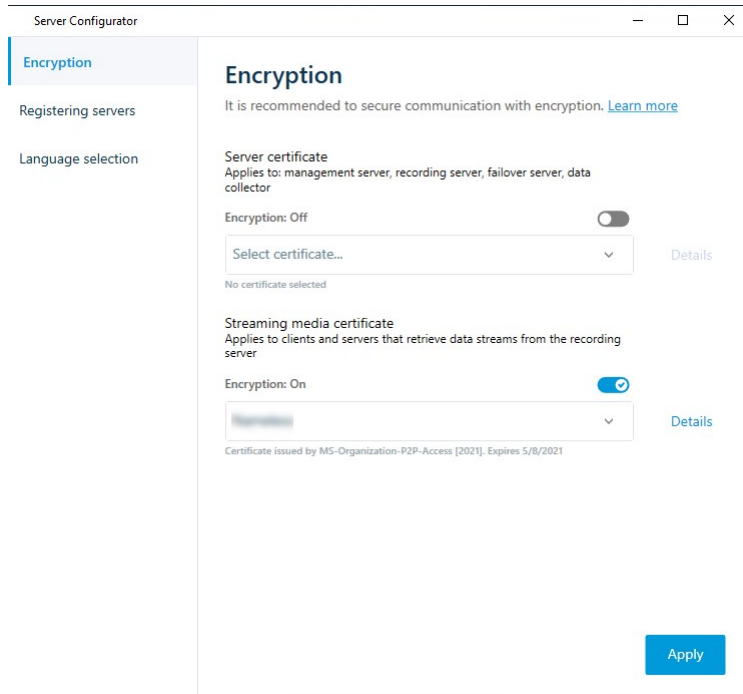 Server Configurator
Encryption
Registering servers
Language selection
Encryption
It is recommended to secure communication with encryption. Learn more
Server certificate
Applies to: management server, recording server, failover server, data
collector
Encryption: Off
Select certificate...
Details
No certificate selected
Streaming media certificate
Applies to clients and servers that retrieve data streams from the recording
server
Encryption: On
Details
Certificate issued by MS-Organization-P2P-Access [2021]. Expires 5/8/2021
Apply